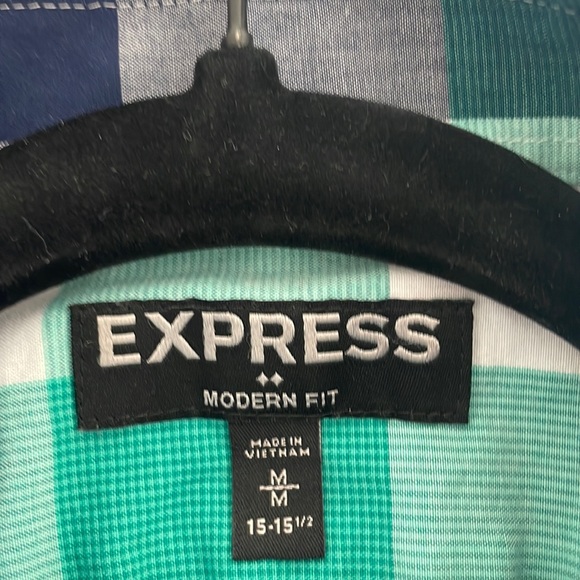 EXPRESS
MODERN FIT
MADE IN
VIETNAM
M
M
15-15 1/2